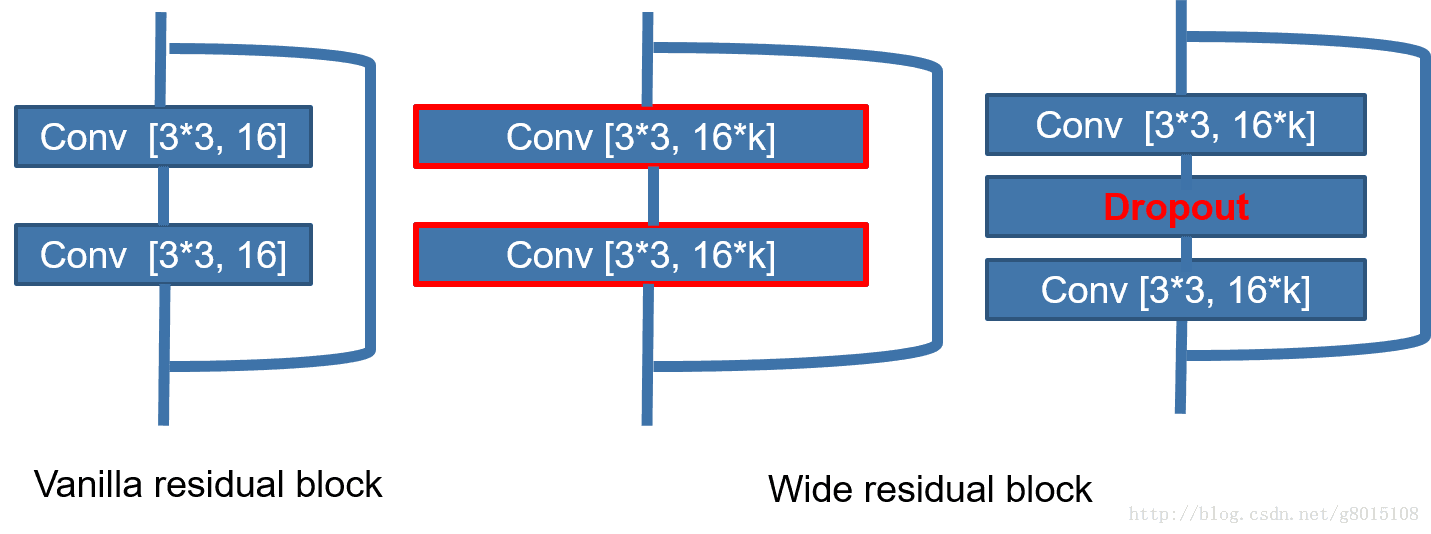 Conv [3*3, 16]
Conv [3*3, 16]
Vanilla residual block
Conv [3*3, 16*k]
Conv [3*3, 16*k]
Conv [3*3, 16*k]
Dropout
Conv [3*3, 16*k]
Wide residual block
http://blog.csdn.net/g8015108